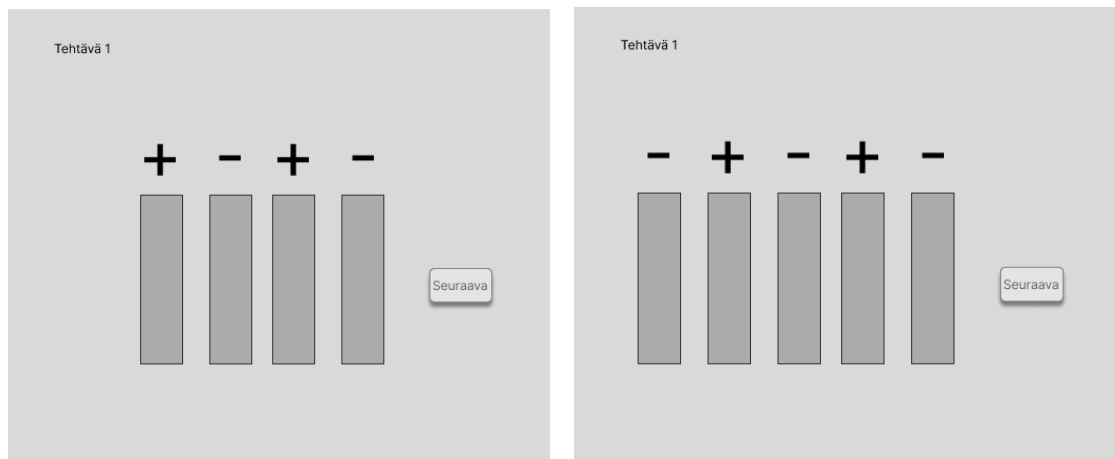 Tehtävä 1
+ - + -
Seuraava
Tehtävä 1
- + - + -
Seuraava